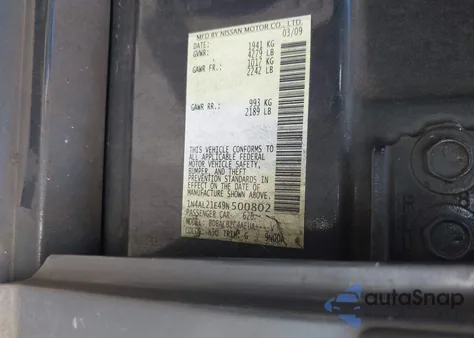 MFD BY NISSAN MOTOR CO., LTD.
DATE: 03/09
GVWR: 1941 KG
4279 LB
GAWR FR.: 1017 KG
2242 LB
GAWR RR.: 993 KG
2189 LB
THIS VEHICLE CONFORMS TO
ALL APPLICABLE FEDERAL
MOTOR VEHICLE SAFETY,
BUMPER, AND THEFT
PREVENTION STANDARDS IN
EFFECT ON THE DATE OF
MANUFACTURE SHOWN ABOVE.
1N4AL21E49N500802
PASSENGER CAR
TRIM: G
autoSnap